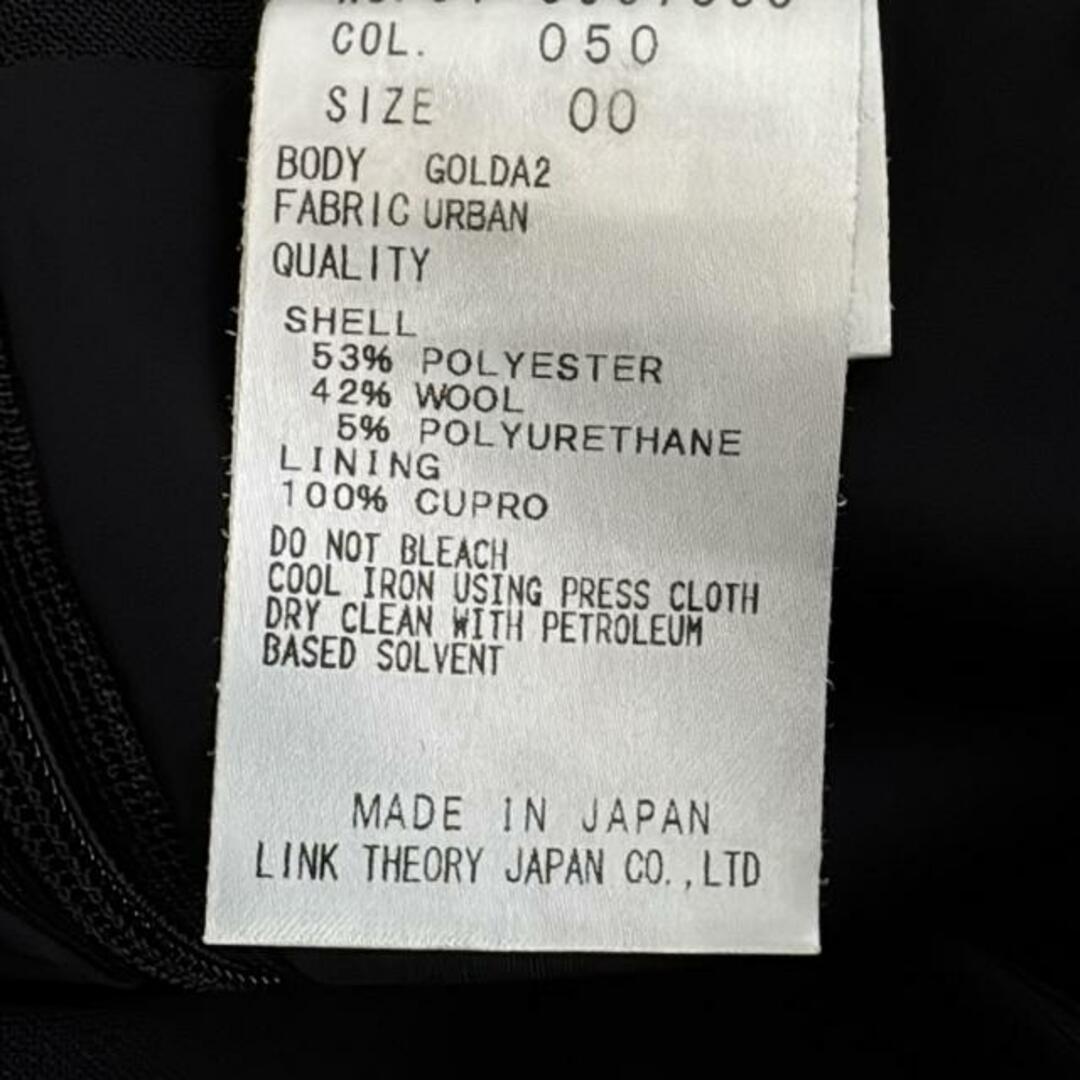 COL. 050
SIZE 00
BODY GOLDA2
FABRIC URBAN
QUALITY
SHELL
53% POLYESTER
42% WOOL
5% POLYURETHANE
LINING
100% CUPRO
DO NOT BLEACH
COOL IRON USING PRESS CLOTH
DRY CLEAN WITH PETROLEUM
BASED SOLVENT
MADE IN JAPAN
LINK THEORY JAPAN CO.,LTD